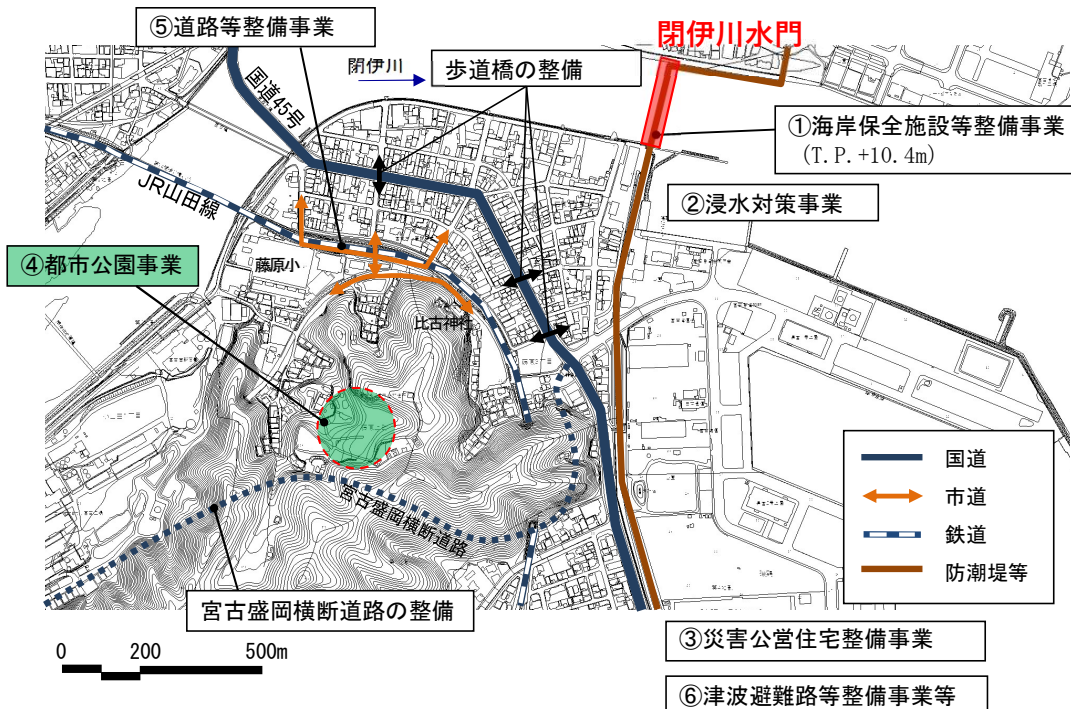 ⑤道路等整備事業
閉伊川水門
閉伊川
歩道橋の整備
国道45号
①海岸保全施設等整備事業
(T.P.+10.4m)
JR山田線
②浸水対策事業
④都市公園事業
藤原小
比古神社
国道
市道
鉄道
防潮堤等
宮古盛岡横断道路
宮古盛岡横断道路の整備
③災害公営住宅整備事業
0 200 500m
⑥津波避難路等整備事業等